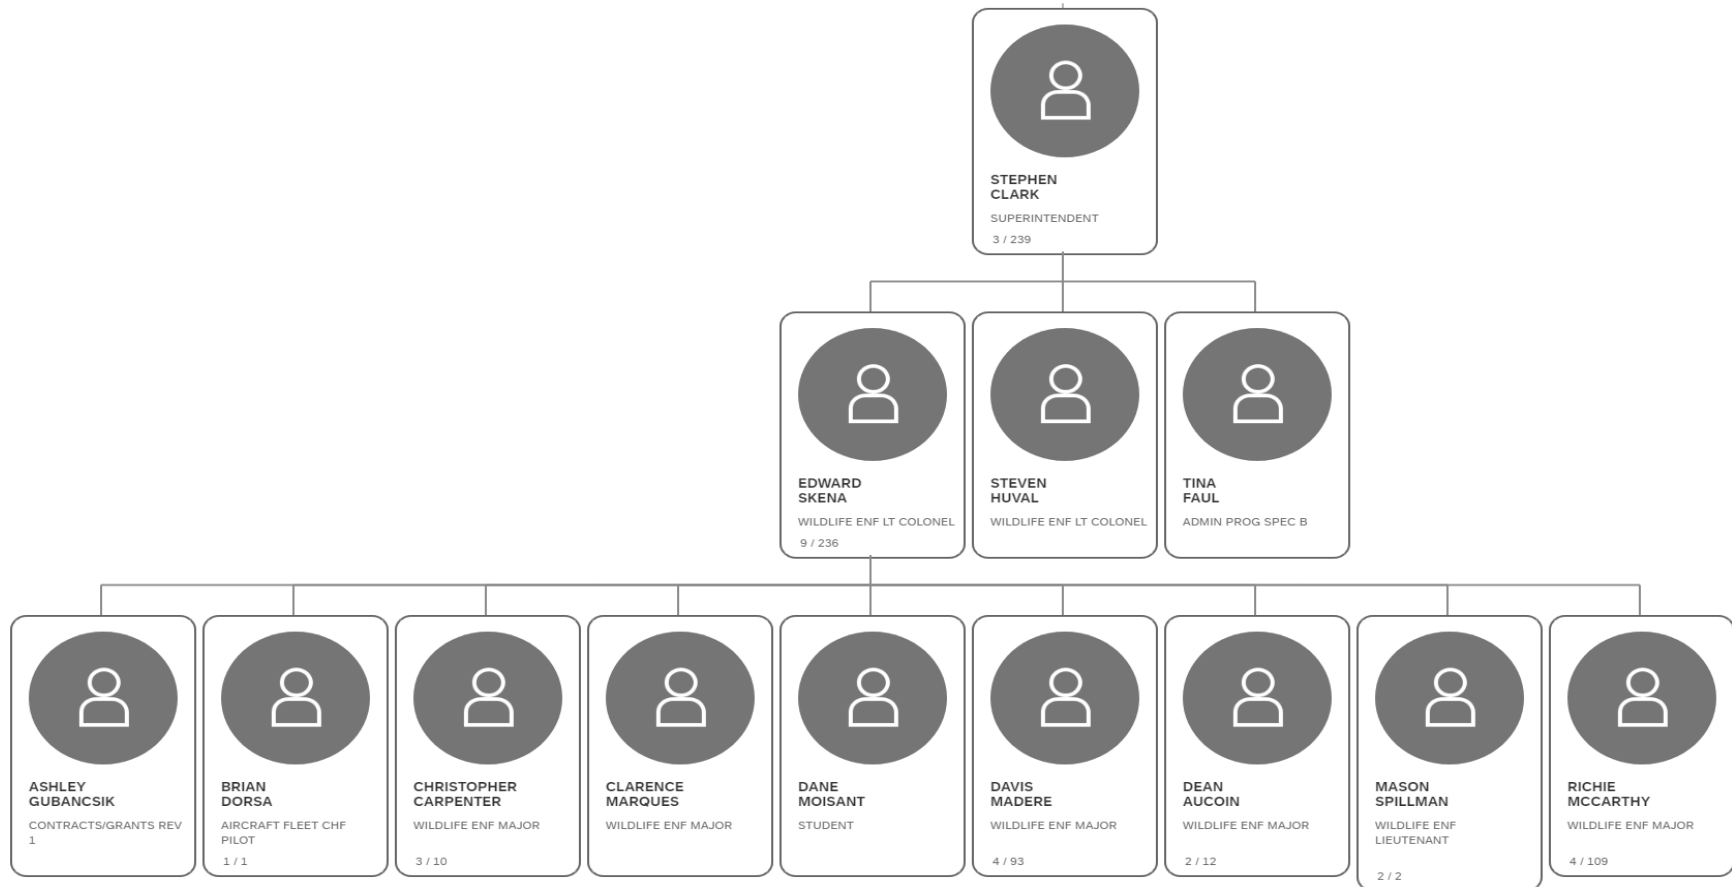 STEPHEN
CLARK
SUPERINTENDENT
3 / 239
EDWARD
SKENA
WILDLIFE ENF LT COLONEL
9 / 236
STEVEN
HUVAL
WILDLIFE ENF LT COLONEL
TINA
FAUL
ADMIN PROG SPEC B
ASHLEY
GUBANCSIK
CONTRACTS/GRANTS REV
1
BRIAN
DORSA
AIRCRAFT FLEET CHF
PILOT
1 / 1
CHRISTOPHER
CARPENTER
WILDLIFE ENF MAJOR
3 / 10
CLARENCE
MARQUES
WILDLIFE ENF MAJOR
DANE
MOISANT
STUDENT
DAVIS
MADERE
WILDLIFE ENF MAJOR
4 / 93
DEAN
AUCOIN
WILDLIFE ENF MAJOR
2 / 12
MASON
SPILLMAN
WILDLIFE ENF
LIEUTENANT
2 / 2
RICHIE
MCCARTHY
WILDLIFE ENF MAJOR
4 / 109